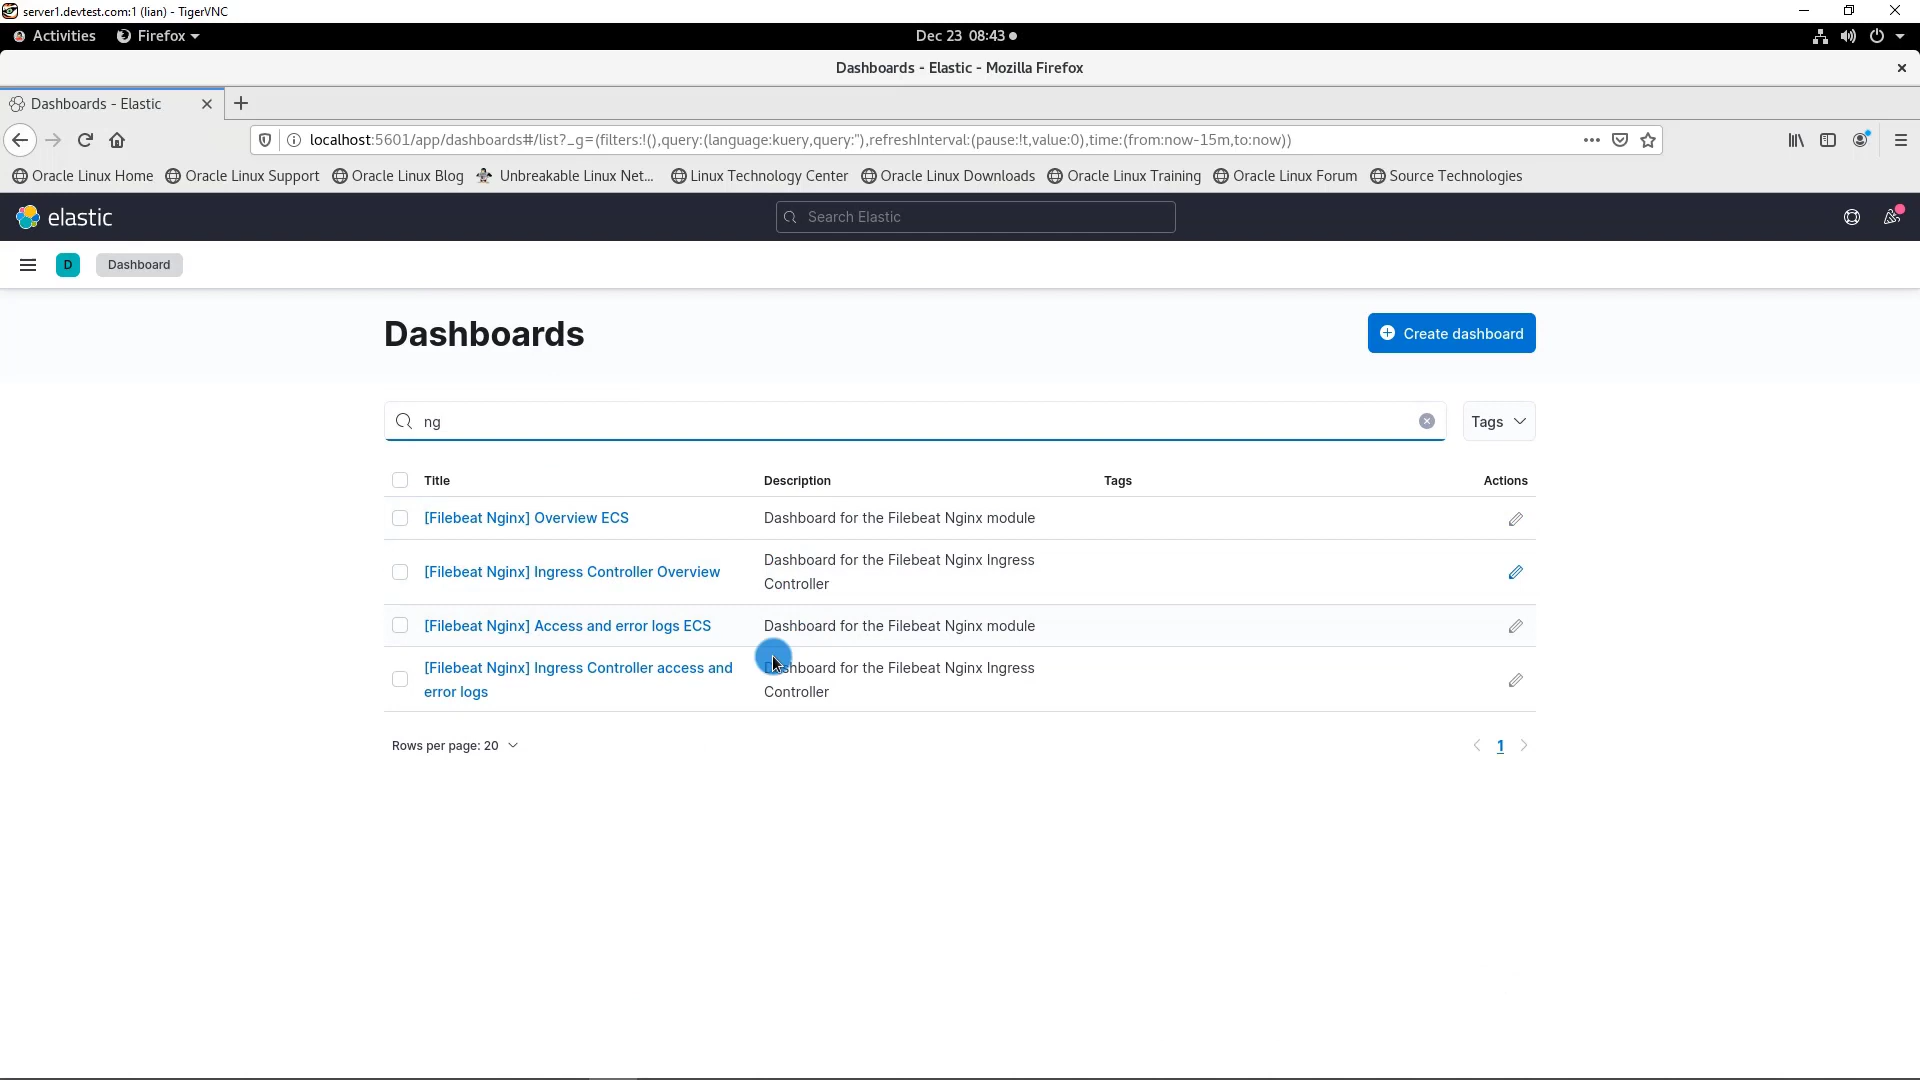 server1.devtest.com:1 (lian) - TigerVNC
Activities Firefox Dec 23 08:43
Dashboards - Elastic - Mozilla Firefox
Dashboards - Elastic
localhost:5601/app/dashboards#/list?_g=(filters:!(),query:(language:kuery,query:''),refreshInterval:(pause:!t,value:0),time:(from:now-15m,to:now))
Oracle Linux Home Oracle Linux Support Oracle Linux Blog Unbreakable Linux Net... Linux Technology Center Oracle Linux Downloads Oracle Linux Training Oracle Linux Forum Source Technologies
elastic Search Elastic
D Dashboard
Dashboards Create dashboard
ng Tags
Title Description Tags Actions
[Filebeat Nginx] Overview ECS Dashboard for the Filebeat Nginx module
[Filebeat Nginx] Ingress Controller Overview Dashboard for the Filebeat Nginx Ingress
Controller
[Filebeat Nginx] Access and error logs ECS Dashboard for the Filebeat Nginx module
[Filebeat Nginx] Ingress Controller access and Dashboard for the Filebeat Nginx Ingress
error logs Controller
Rows per page: 20 1